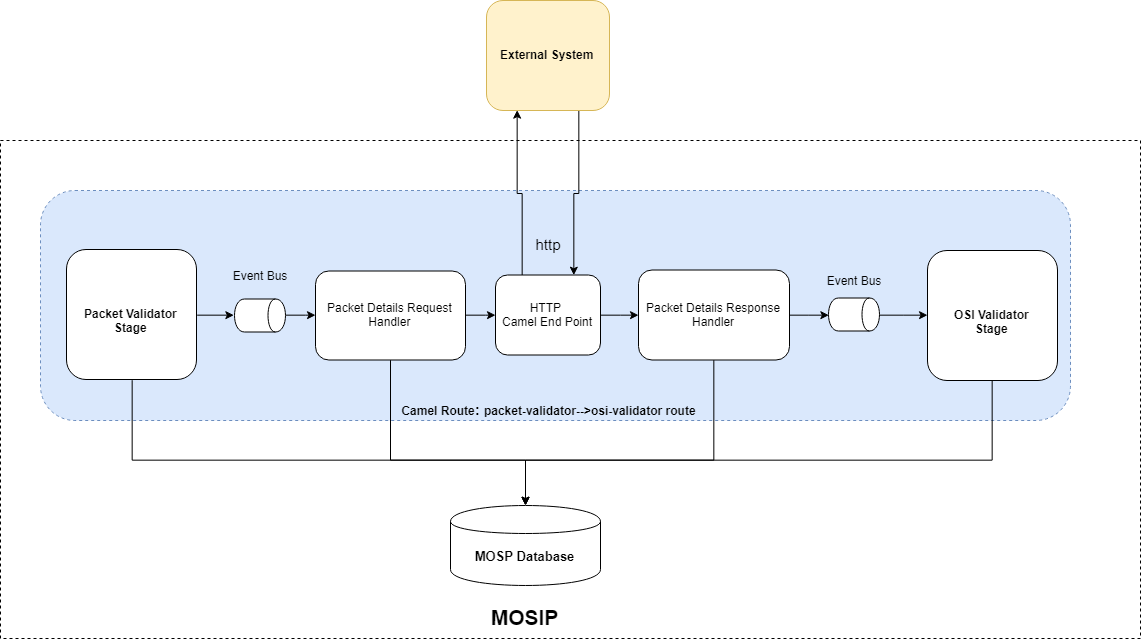 External System
http
Event Bus
Event Bus
Packet Validator
Stage
Packet Details Request
Handler
HTTP
Camel End Point
Packet Details Response
Handler
OSI Validator
Stage
Camel Route: packet-validator-->osi-validator route
MOSP Database
MOSIP